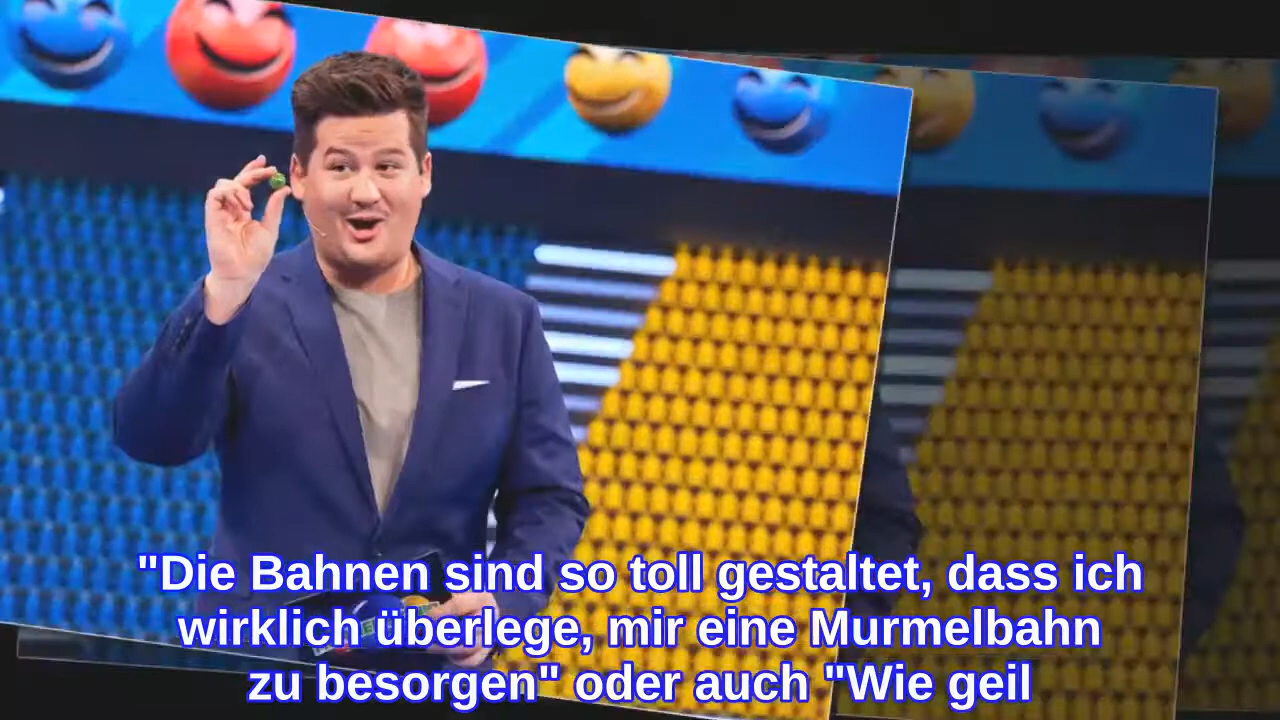 "Die Bahnen sind so toll gestaltet, dass ich
wirklich überlege, mir eine Murmelbahn
zu besorgen" oder auch "Wie geil